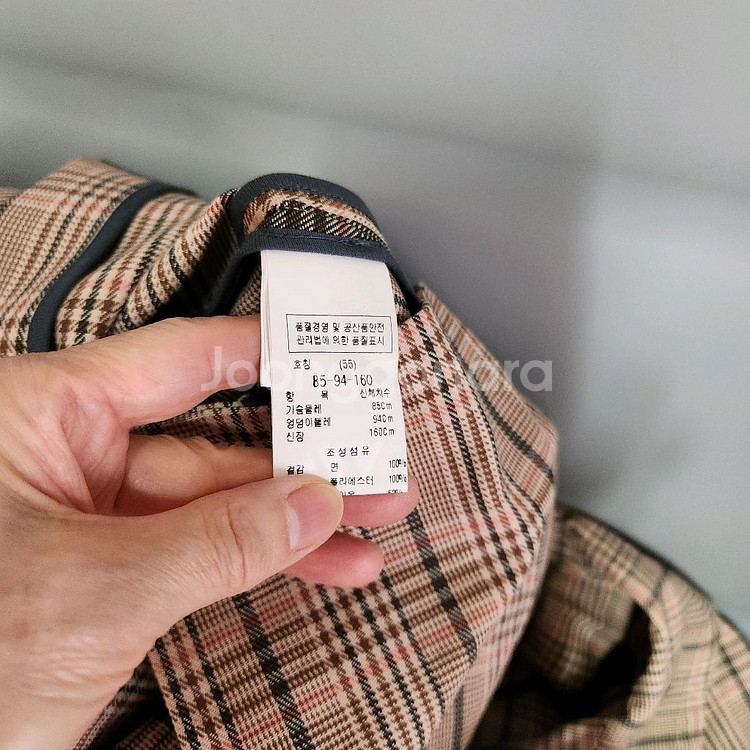 품질경영 및 공산품안전
관리법에 의한 품질표시
호칭 (55)
85-94-160
항 목 신체치수
가슴둘레 85Cm
엉덩이둘레 94Cm
신장 160Cm
조성섬유
겉감 면 100%
폴리에스터 100%
Joongna